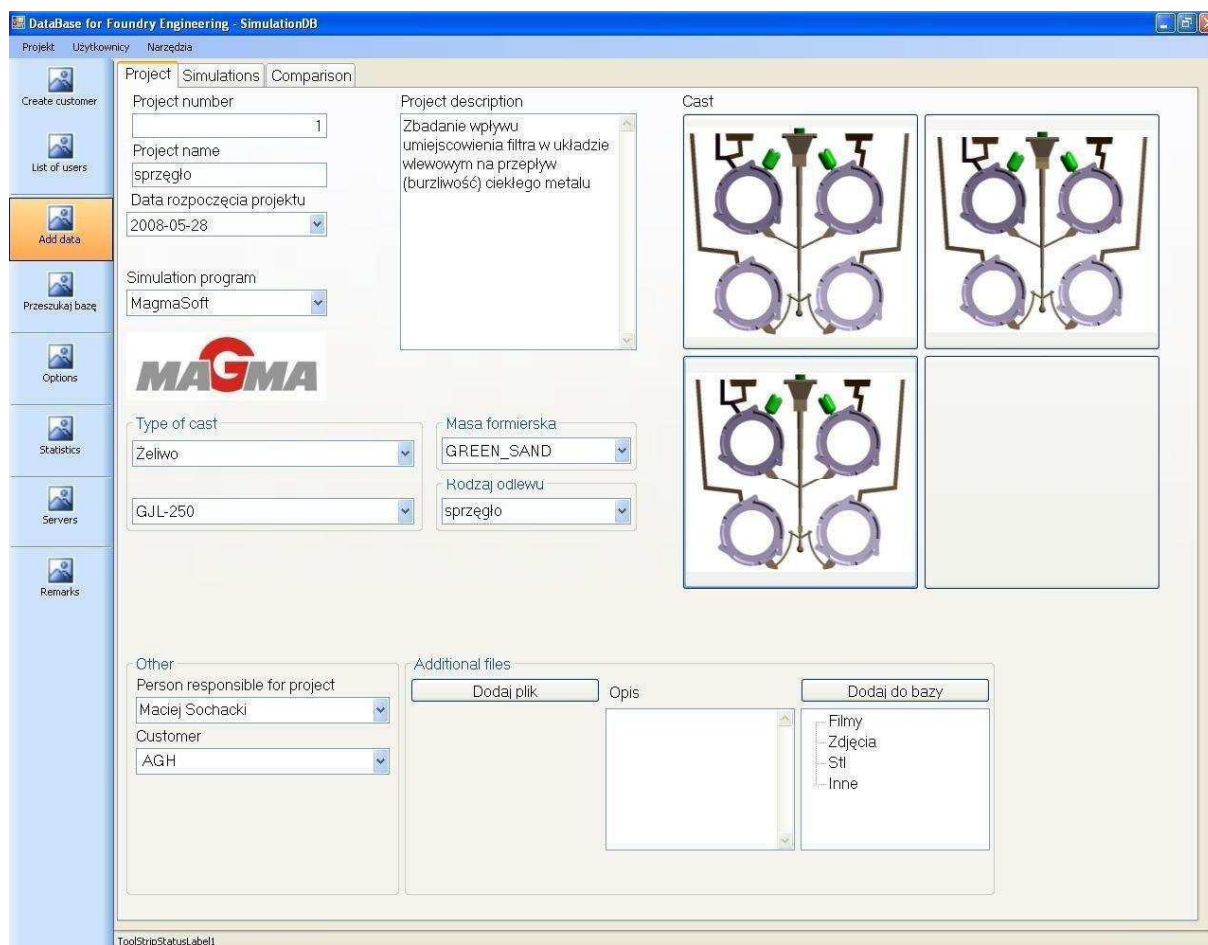 DataBase for Foundry Engineering - SimulationDB
Projekt Użytkownicy Narzędzia
Create customer
List of users
Add data
Przeszukaj bazę
Options
Statistics
Servers
Remarks
Project Simulations Comparison
Project number
1
Project name
sprzęgło
Data rozpoczęcia projektu
2008-05-28
Simulation program
MagmaSoft
MAGMA
Project description
Zbadanie wpływu
umiejscowienia filtra w układzie
wlewowym na przepływ
(burzliwość) ciekłego metalu
Cast
Type of cast
Żeliwo
GJL-250
Masa formierska
GREEN_SAND
Rodzaj odlewu
sprzęgło
Other
Person responsible for project
Maciej Sochacki
Customer
AGH
Additional files
Dodaj plik
Opis
Dodaj do bazy
Filmy
Zdjęcia
Stl
Inne
ToolStripStatusLabel1